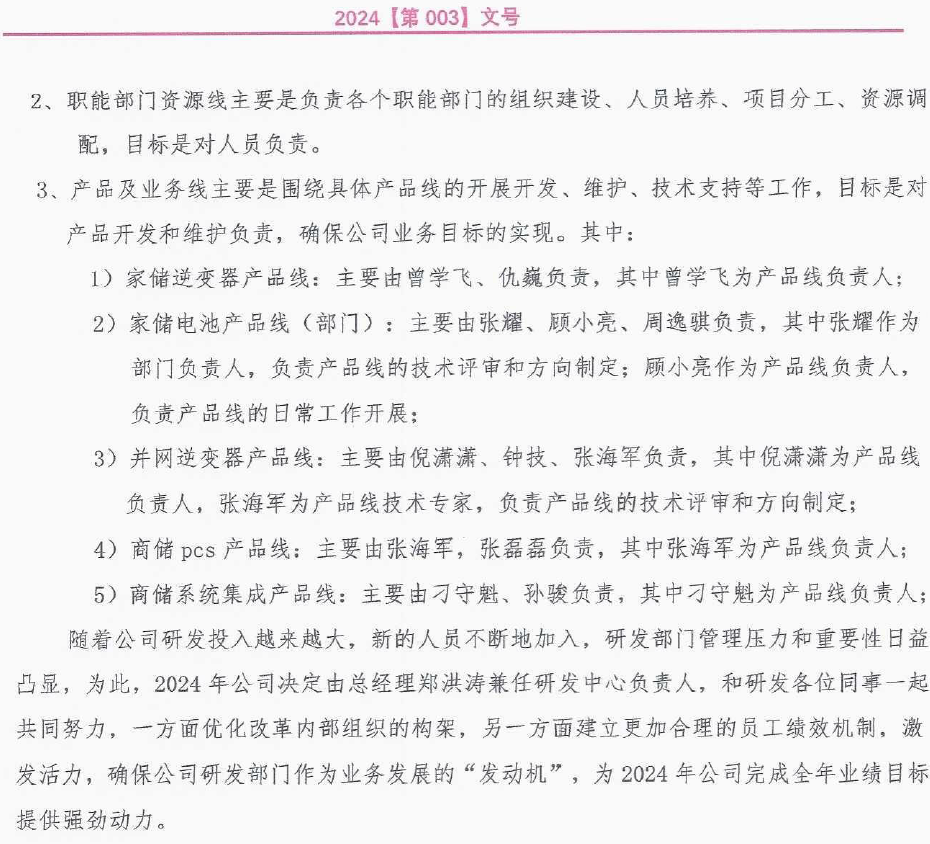 2024【第 003】文号
2、职能部门资源线主要是负责各个职能部门的组织建设、人员培养、项目分工、资源调
配，目标是对人员负责。
3、产品及业务线主要是围绕具体产品线的开展开发、维护、技术支持等工作，目标是对
产品开发和维护负责，确保公司业务目标的实现。其中：
1）家储逆变器产品线：主要由曾学飞、仇巍负责，其中曾学飞为产品线负责人；
2）家储电池产品线（部门）：主要由张耀、顾小亮、周逸骐负责，其中张耀作为
部门负责人，负责产品线的技术评审和方向制定；顾小亮作为产品线负责人，
负责产品线的日常工作开展；
3）并网逆变器产品线：主要由倪潇潇、钟技、张海军负责，其中倪潇潇为产品线
负责人，张海军为产品线技术专家，负责产品线的技术评审和方向制定；
4）商储 pcs 产品线：主要由张海军，张磊磊负责，其中张海军为产品线负责人；
5）商储系统集成产品线：主要由刁守魁、孙骏负责，其中刁守魁为产品线负责人；
随着公司研发投入越来越大，新的人员不断地加入，研发部门管理压力和重要性日益
凸显，为此，2024 年公司决定由总经理郑洪涛兼任研发中心负责人，和研发各位同事一起
共同努力，一方面优化改革内部组织的构架，另一方面建立更加合理的员工绩效机制，激
发活力，确保公司研发部门作为业务发展的“发动机”，为 2024 年公司完成全年业绩目标
提供强劲动力。